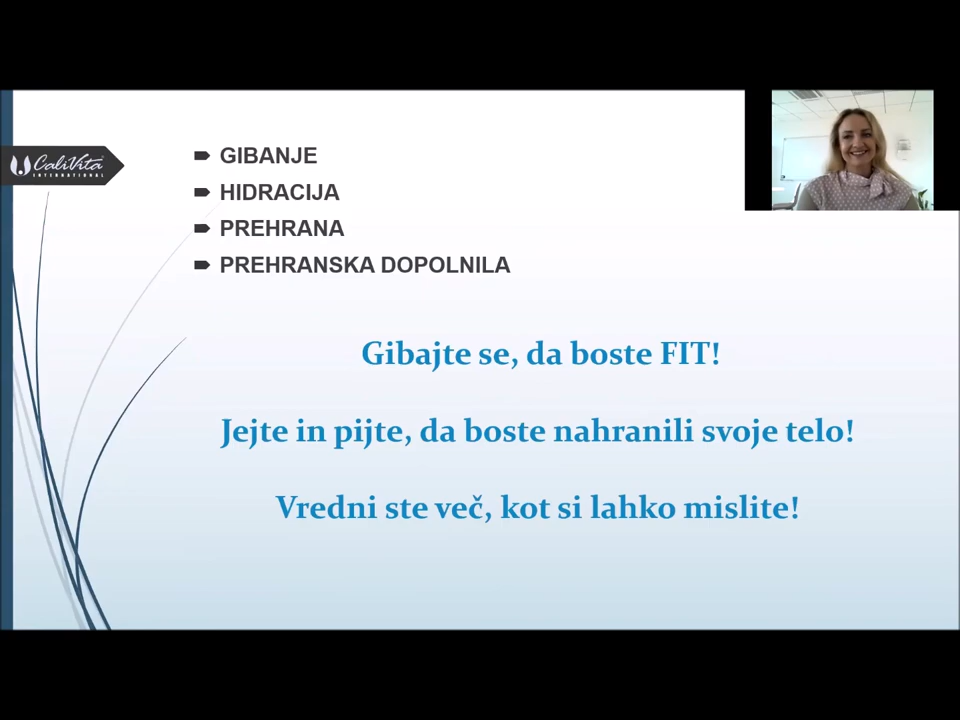 CaliVita
INTERNATIONAL
GIBANJE
HIDRACIJA
PREHRANA
PREHRANSKA DOPOLNILA
Gibajte se, da boste FIT!
Jejte in pijte, da boste nahranili svoje telo!
Vredni ste več, kot si lahko mislite!